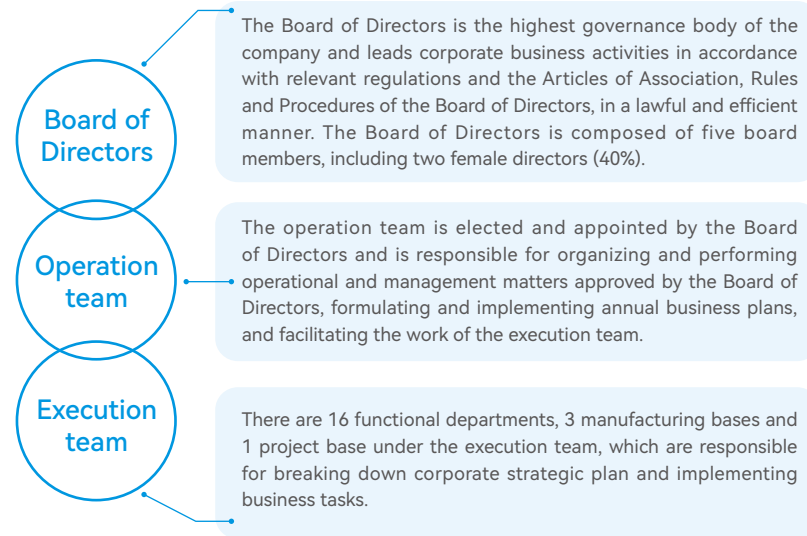 The Board of Directors is the highest governance body of the
company and leads corporate business activities in accordance
with relevant regulations and the Articles of Association, Rules
and Procedures of the Board of Directors, in a lawful and efficient
manner. The Board of Directors is composed of five board
members, including two female directors (40%).
Board of
Directors
The operation team is elected and appointed by the Board
of Directors and is responsible for organizing and performing
operational and management matters approved by the Board of
Directors, formulating and implementing annual business plans,
and facilitating the work of the execution team.
Operation
team
There are 16 functional departments, 3 manufacturing bases and
1 project base under the execution team, which are responsible
for breaking down corporate strategic plan and implementing
business tasks.
Execution
team